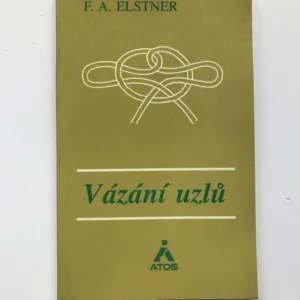 F. A. ELSTNER
Vázání uzlů
ATOS